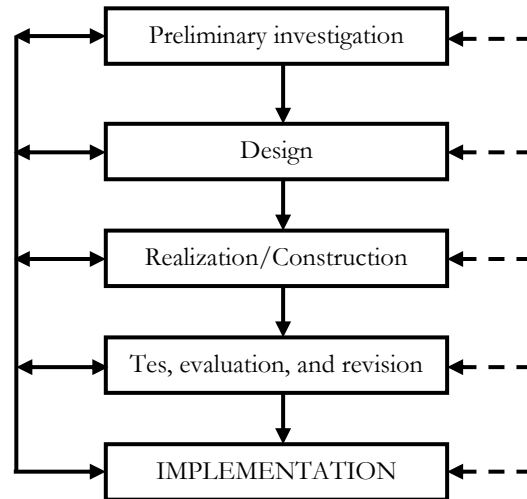 Preliminary investigation
Design
Realization/Construction
Tes, evaluation, and revision
IMPLEMENTATION